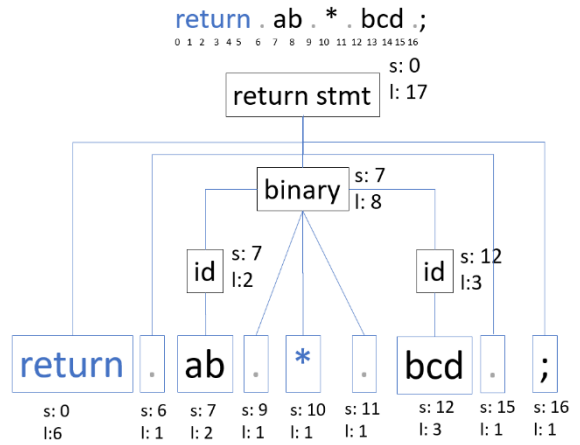 return . ab . * . bcd . ;
0 1 2 3 4 5 6 7 8 9 10 11 12 13 14 15 16
s: 0
return stmt l: 17
binary s: 7
l: 8
id s: 7
l:2
id s: 12
l:3
return . ab . * . bcd . ;
s: 0 s: 6 s: 7 s: 9 s: 10 s: 11 s: 12 s: 15 s: 16
l:6 l: 1 l: 2 l: 1 l: 1 l: 1 l: 3 l: 1 l: 1